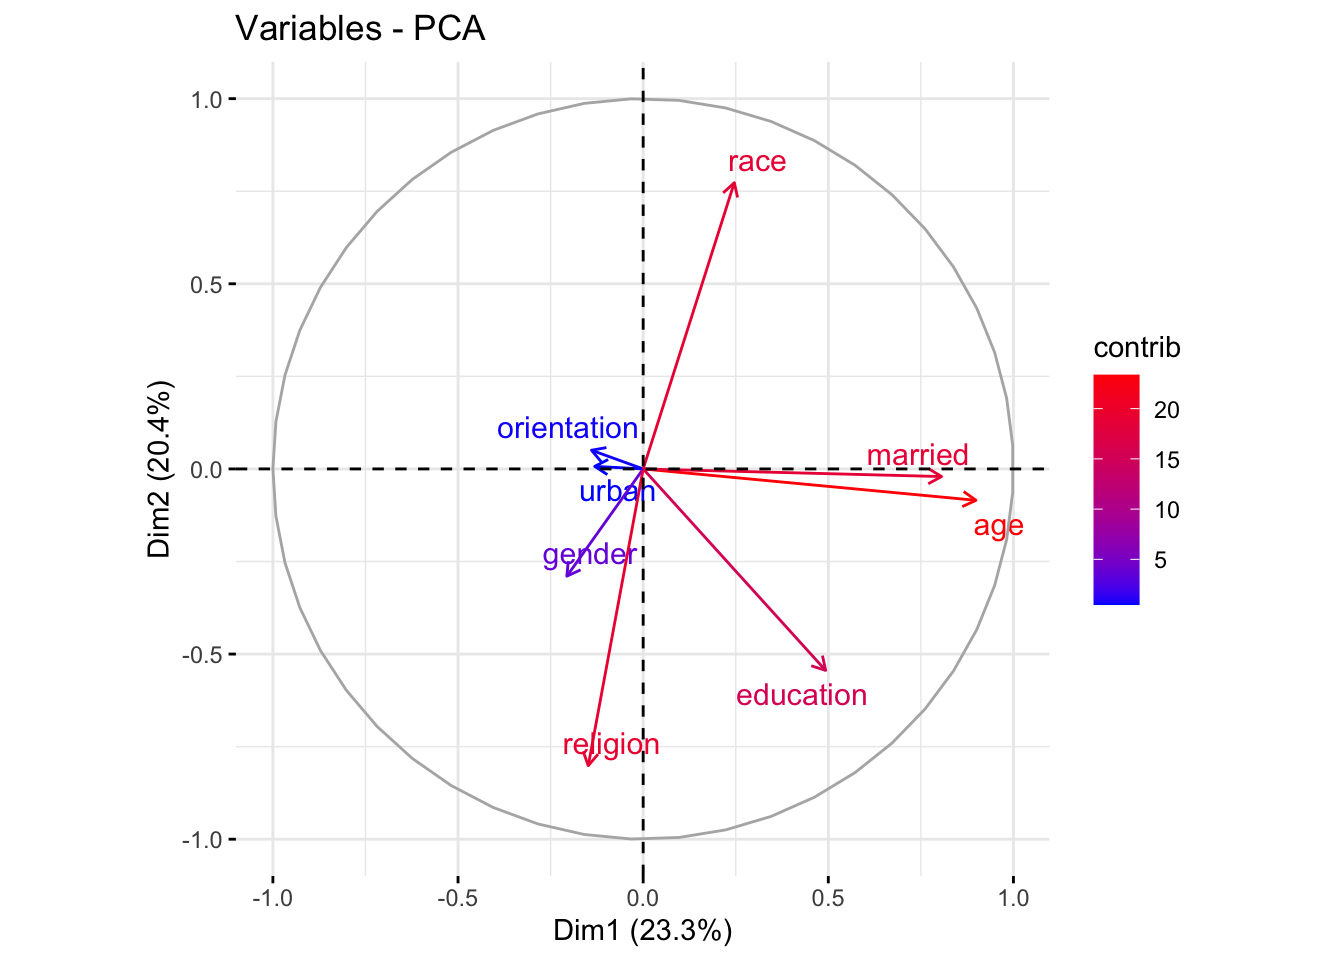 Variables - PCA
1.0
race
0.5
contrib
20
orientation
married
15
0.0
urban
10
age
gender
5
-0.5
education
religion
-1.0
Dim2 (20.4%)
-1.0 -0.5 0.0 0.5 1.0
Dim1 (23.3%)